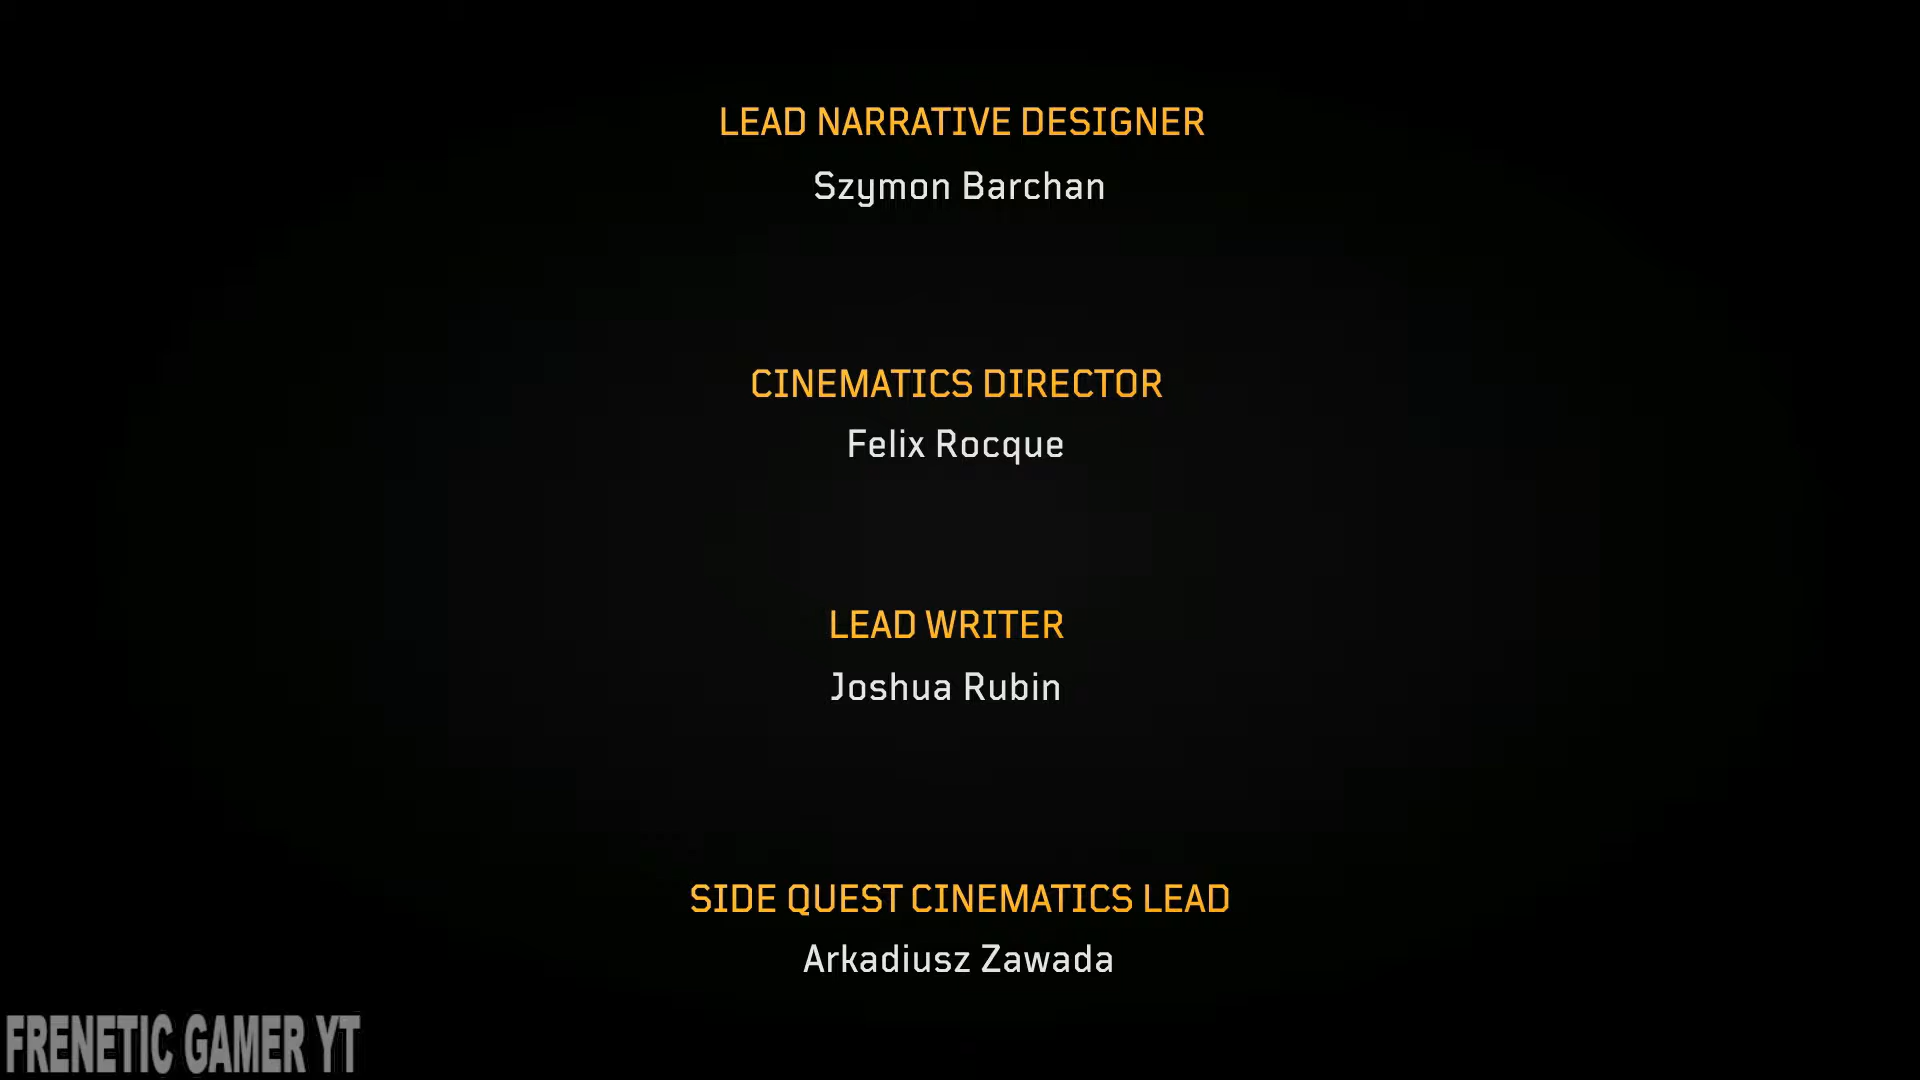 LEAD NARRATIVE DESIGNER
Szymon Barchan
CINEMATICS DIRECTOR
Felix Rocque
LEAD WRITER
Joshua Rubin
SIDE QUEST CINEMATICS LEAD
Arkadiusz Zawada
FRENETIC GAMER YT